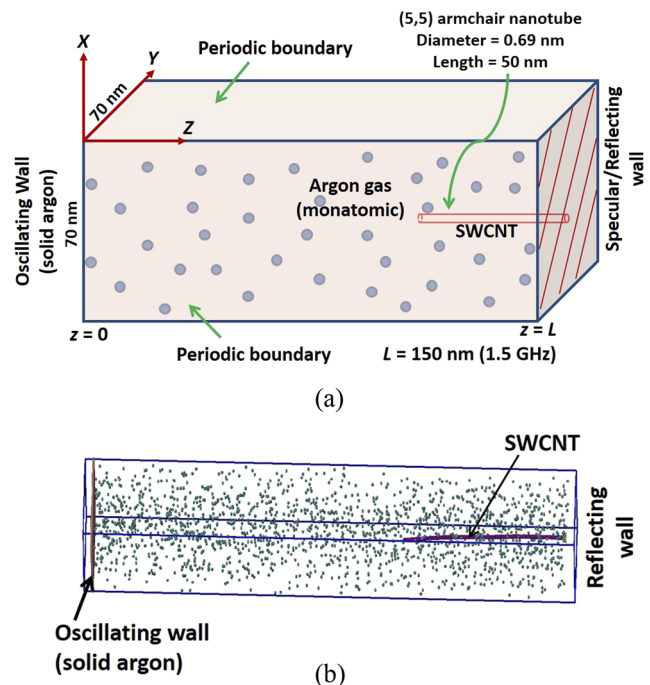 (5,5) armchair nanotube
Diameter = 0.69 nm
Length = 50 nm
X
Y
Periodic boundary
70 nm
Z
Oscillating Wall
(solid argon)
70 nm
Argon gas
(monatomic)
SWCNT
Specular/Reflecting
wall
z = 0
Periodic boundary
z = L
L = 150 nm (1.5 GHz)
(a)
SWCNT
Reflecting
wall
Oscillating wall
(solid argon)
(b)